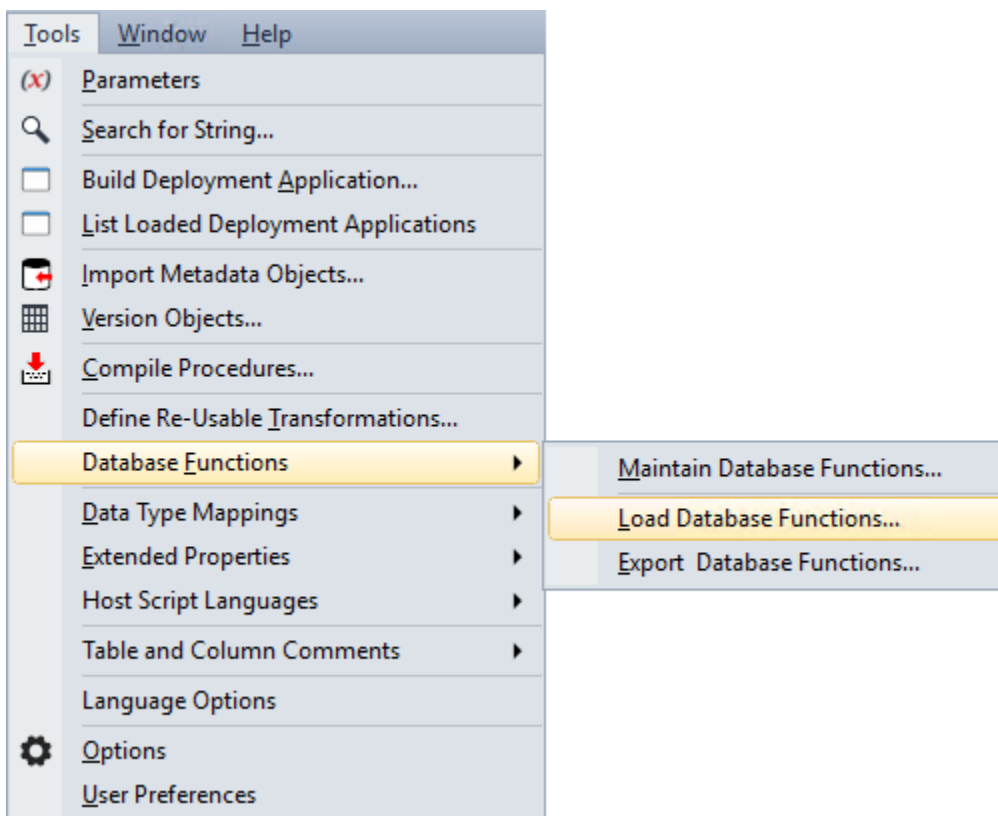 Tools Window Help
(x) Parameters
Search for String...
Build Deployment Application...
List Loaded Deployment Applications
Import Metadata Objects...
Version Objects...
Compile Procedures...
Define Re-Usable Transformations...
Database Functions
Maintain Database Functions...
Load Database Functions...
Export  Database Functions...
Data Type Mappings
Extended Properties
Host Script Languages
Table and Column Comments
Language Options
Options
User Preferences